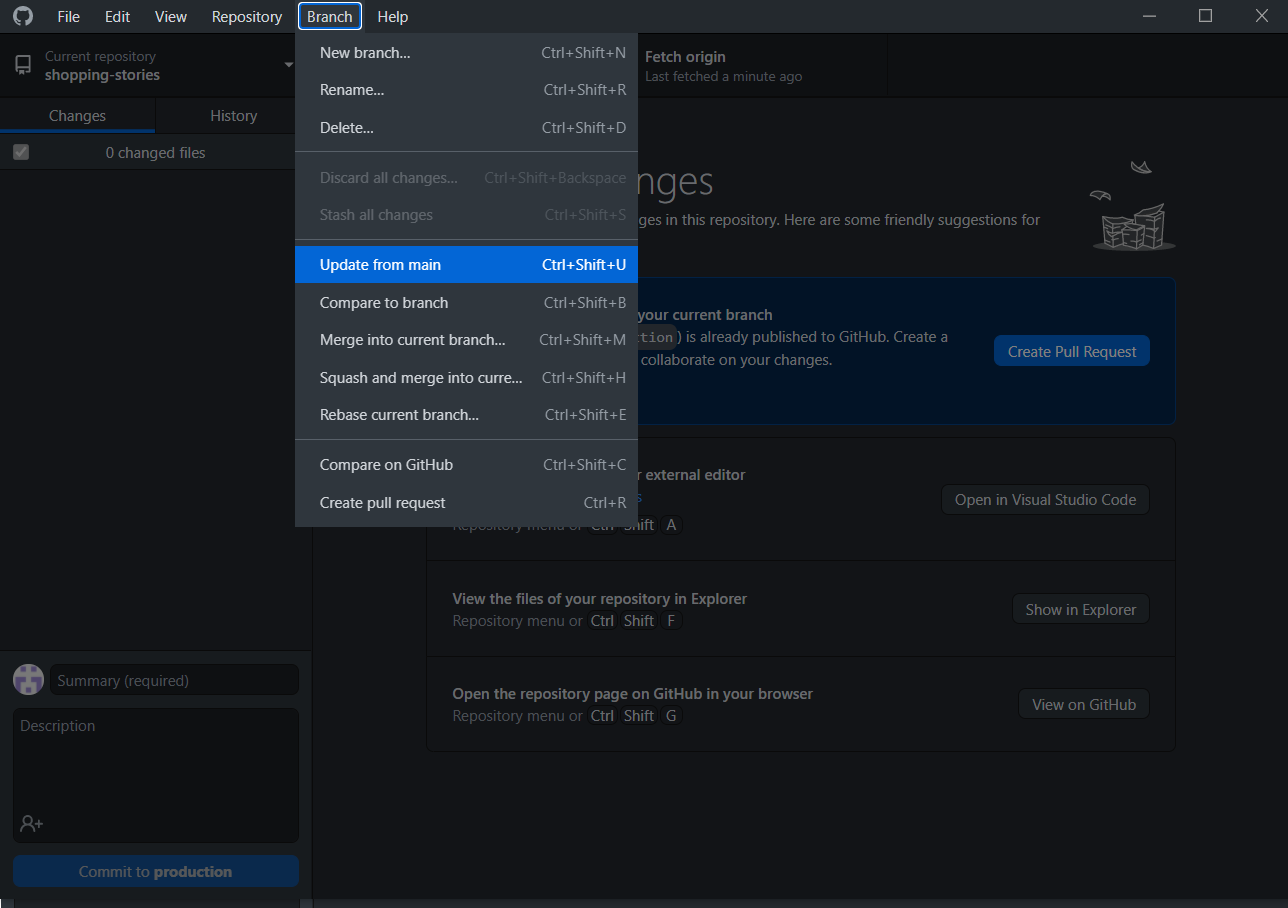 File Edit View Repository Branch Help
Current repository
shopping-stories
Fetch origin
Last fetched a minute ago
Changes History
0 changed files
New branch... Ctrl+Shift+N
Rename... Ctrl+Shift+R
Delete... Ctrl+Shift+D
Discard all changes... Ctrl+Shift+Backspace
Stash all changes Ctrl+Shift+S
Update from main Ctrl+Shift+U
Compare to branch Ctrl+Shift+B
Merge into current branch... Ctrl+Shift+M
Squash and merge into curre... Ctrl+Shift+H
Rebase current branch... Ctrl+Shift+E
Compare on GitHub Ctrl+Shift+C
Create pull request Ctrl+R
nges
ges in this repository. Here are some friendly suggestions for
your current branch
ction) is already published to GitHub. Create a
collaborate on your changes.
Create Pull Request
r external editor
s
Repository menu or Ctrl Shift A
Open in Visual Studio Code
View the files of your repository in Explorer
Repository menu or Ctrl Shift F
Show in Explorer
Open the repository page on GitHub in your browser
Repository menu or Ctrl Shift G
View on GitHub
Summary (required)
Description
Commit to production